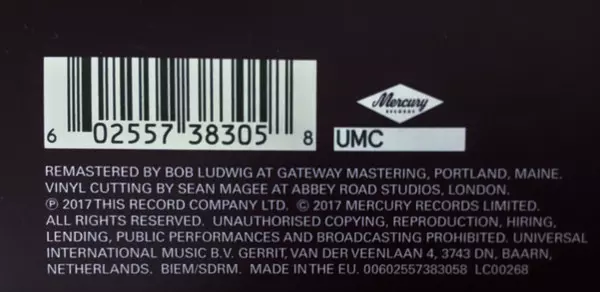 Mercury
RECORDS
6 02557 38305 8
UMC
REMASTERED BY BOB LUDWIG AT GATEWAY MASTERING, PORTLAND, MAINE.
VINYL CUTTING BY SEAN MAGEE AT ABBEY ROAD STUDIOS, LONDON.
℗ 2017 THIS RECORD COMPANY LTD. © 2017 MERCURY RECORDS LIMITED.
ALL RIGHTS RESERVED. UNAUTHORISED COPYING, REPRODUCTION, HIRING,
LENDING, PUBLIC PERFORMANCES AND BROADCASTING PROHIBITED. UNIVERSAL
INTERNATIONAL MUSIC B.V. GERRIT, VAN DER VEENLAAN 4, 3743 DN, BAARN,
NETHERLANDS. BIEM/SDRM. MADE IN THE EU. 00602557383058 LC00268